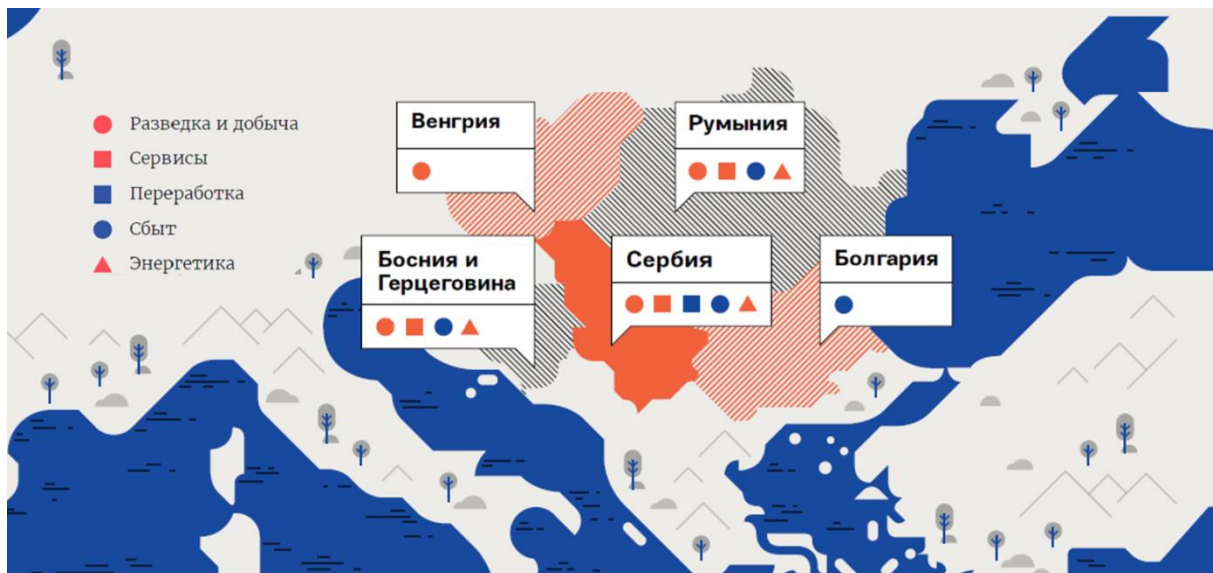 Разведка и добыча
Сервисы
Переработка
Сбыт
Энергетика
Венгрия
Румыния
Босния и
Герцеговина
Сербия
Болгария